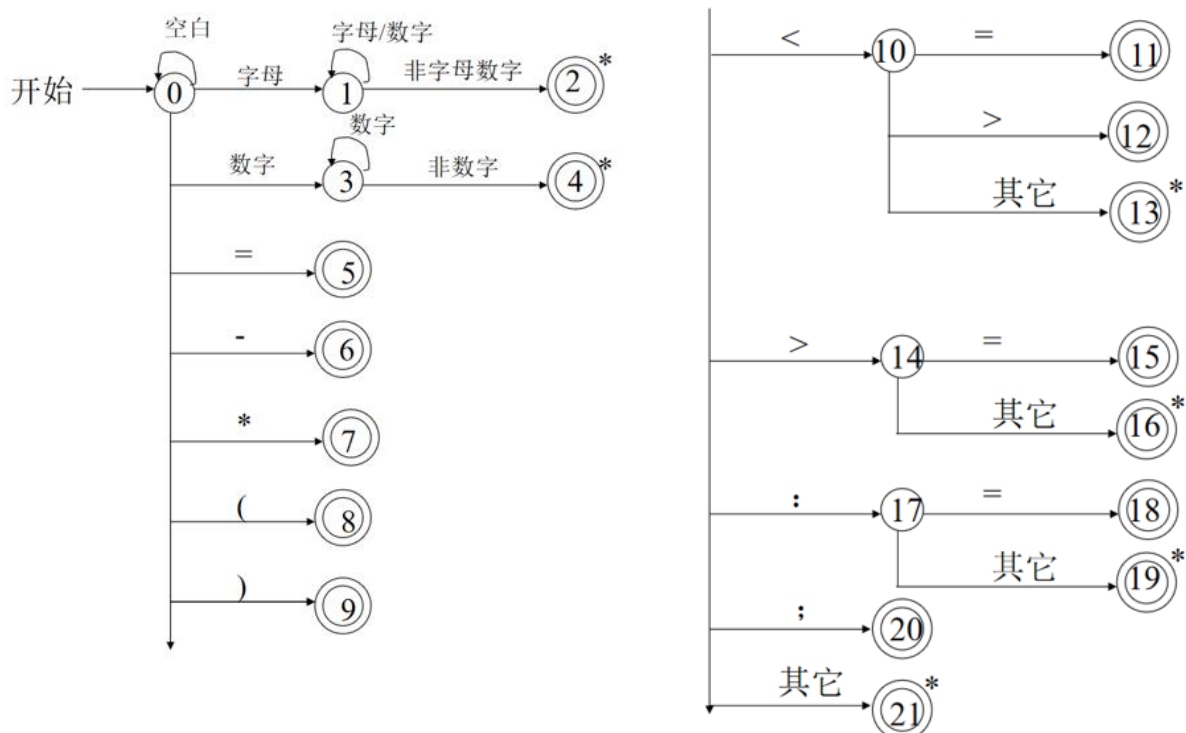 空白
字母/数字
开始 0 字母 1 非字母数字 2 *
数字
数字 3 非数字 4 *
= 5
- 6
* 7
( 8
) 9
< 10 = 11
> 12
其它 13 *
> 14 = 15
其它 16 *
: 17 = 18
其它 19 *
; 20
其它 21 *